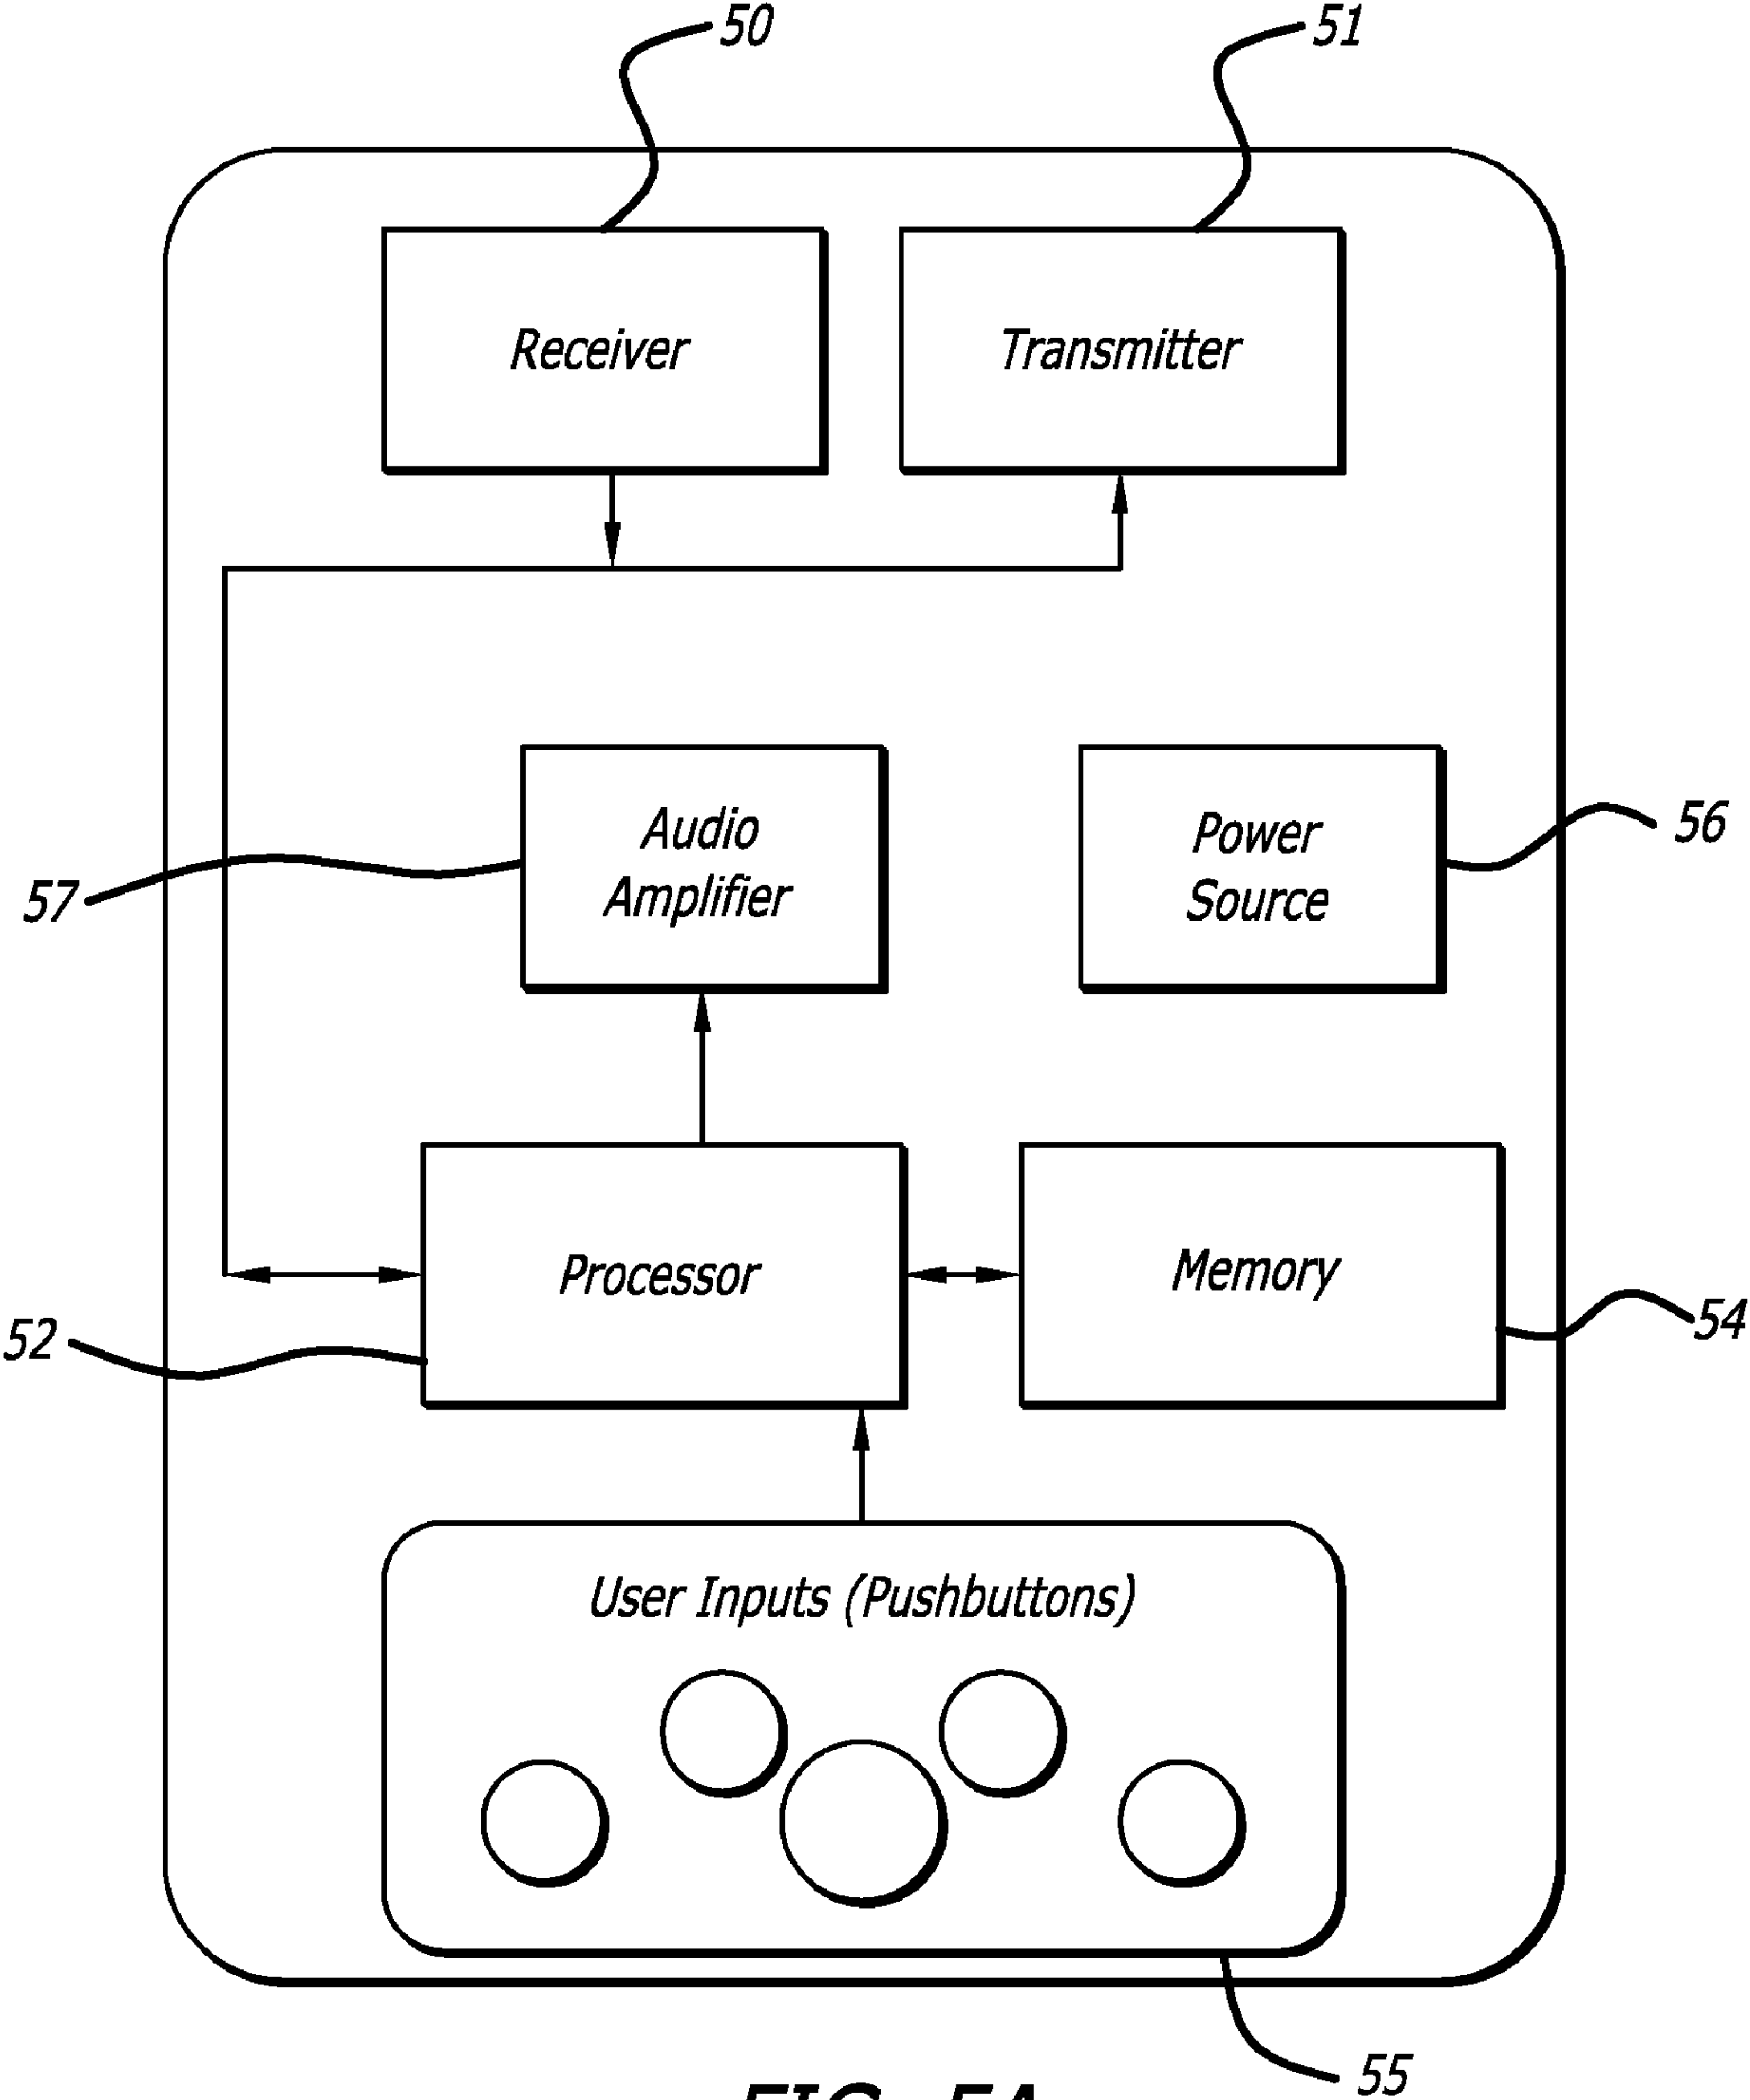 50
51
Receiver
Transmitter
Audio
Amplifier
Power
Source
56
57
Processor
Memory
52
54
User Inputs (Pushbuttons)
55